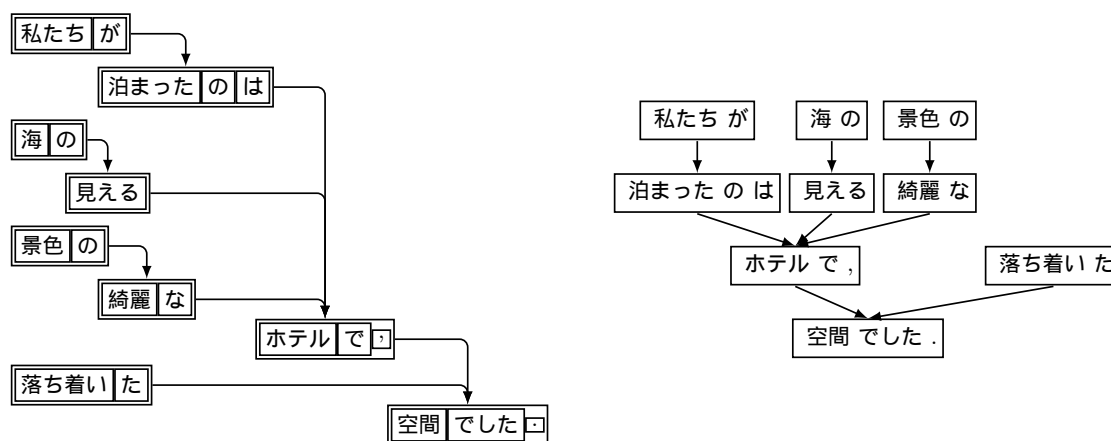 私たち が
泊まった の は
海 の
見える
景色 の
綺麗 な
ホテル で ,
落ち着い た
空間 でした .
私たち が 海 の 景色 の
泊まった の は 見える 綺麗 な
ホテル で , 落ち着い た
空間 でした .